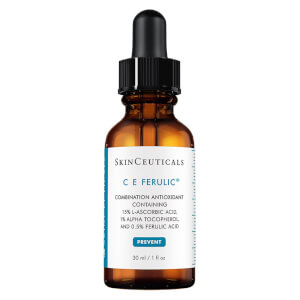 SKINCEUTICALS
C E FERULIC®
COMBINATION ANTIOXIDANT
CONTAINING
15% L-ASCORBIC ACID,
1% ALPHA TOCOPHEROL,
AND 0.5% FERULIC ACID
PREVENT
30 ml / 1 fl oz